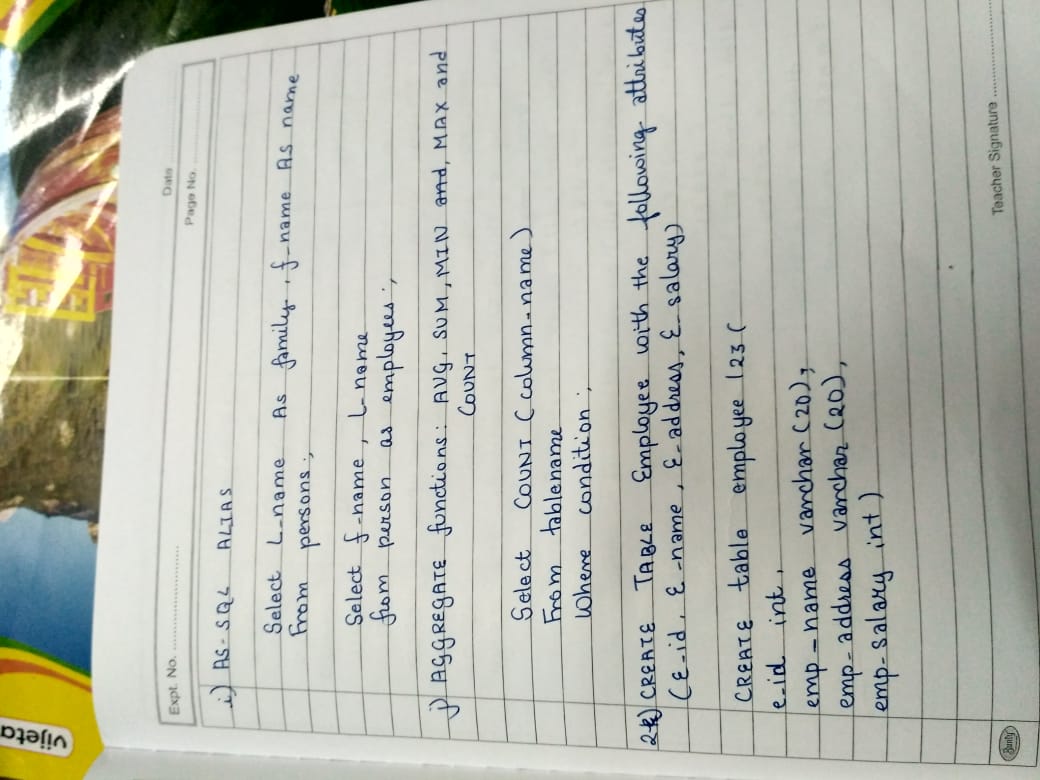 vijeta
Expt. No. ..........................
Date ..........................
Page No. ..........................
i) AS-SQL ALIAS
Select L-name As family, f-name AS name
From persons;
Select f-name, L-name
from person as employees;
j) AGGREGATE functions: AVG, SUM, MIN and, MAX and
COUNT
Select COUNT (column-name)
From tablename
Where condition;
2) CREATE TABLE Employee with the following attributes
(E-id, E-name, E-address, E-salary)
CREATE table employee 123 (
e-id int,
emp-name varchar (20),
emp-address varchar (20),
emp-salary int)
Bunty
Teacher Signature ..........................